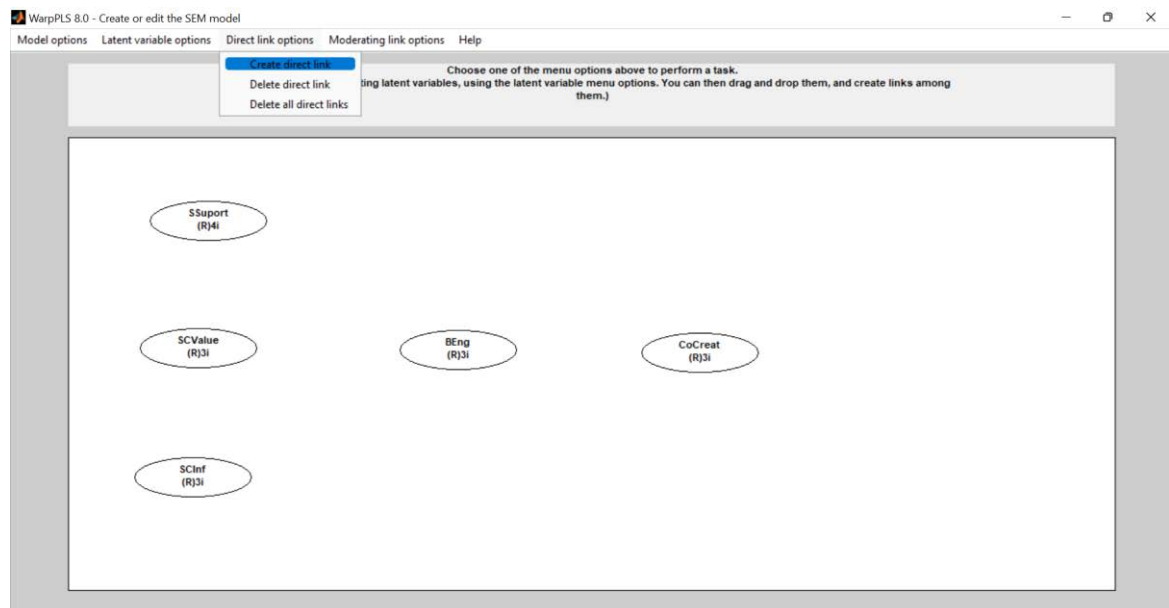 WarpPLS 8.0 - Create or edit the SEM model
Model options Latent variable options Direct link options Moderating link options Help
Create direct link
Delete direct link
Delete all direct links
Choose one of the menu options above to perform a task.
ting latent variables, using the latent variable menu options. You can then drag and drop them, and create links among
them.)
SSuport
(R)4i
SCValue
(R)3i
BEng
(R)3i
CoCreat
(R)3i
SCInf
(R)3i